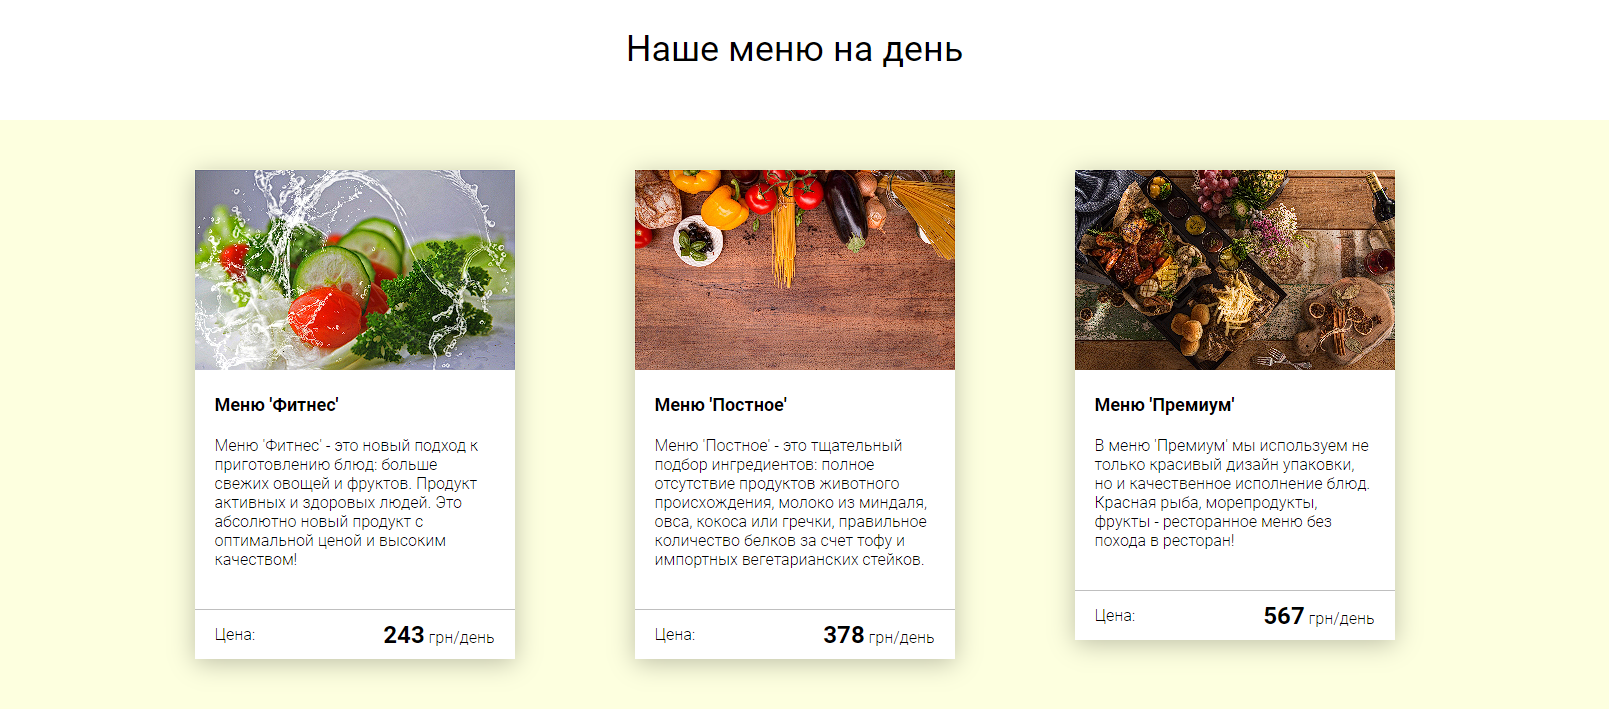 Наше меню на день
Меню 'Фитнес'
Меню 'Фитнес' - это новый подход к
приготовлению блюд: больше
свежих овощей и фруктов. Продукт
активных и здоровых людей. Это
абсолютно новый продукт с
оптимальной ценой и высоким
качеством!
Цена:
243 грн/день
Меню 'Постное'
Меню 'Постное' - это тщательный
подбор ингредиентов: полное
отсутствие продуктов животного
происхождения, молоко из миндаля,
овса, кокоса или гречки, правильное
количество белков за счет тофу и
импортных вегетарианских стейков.
Цена:
378 грн/день
Меню 'Премиум'
В меню 'Премиум' мы используем не
только красивый дизайн упаковки,
но и качественное исполнение блюд.
Красная рыба, морепродукты,
фрукты - ресторанное меню без
похода в ресторан!
Цена:
567 грн/день